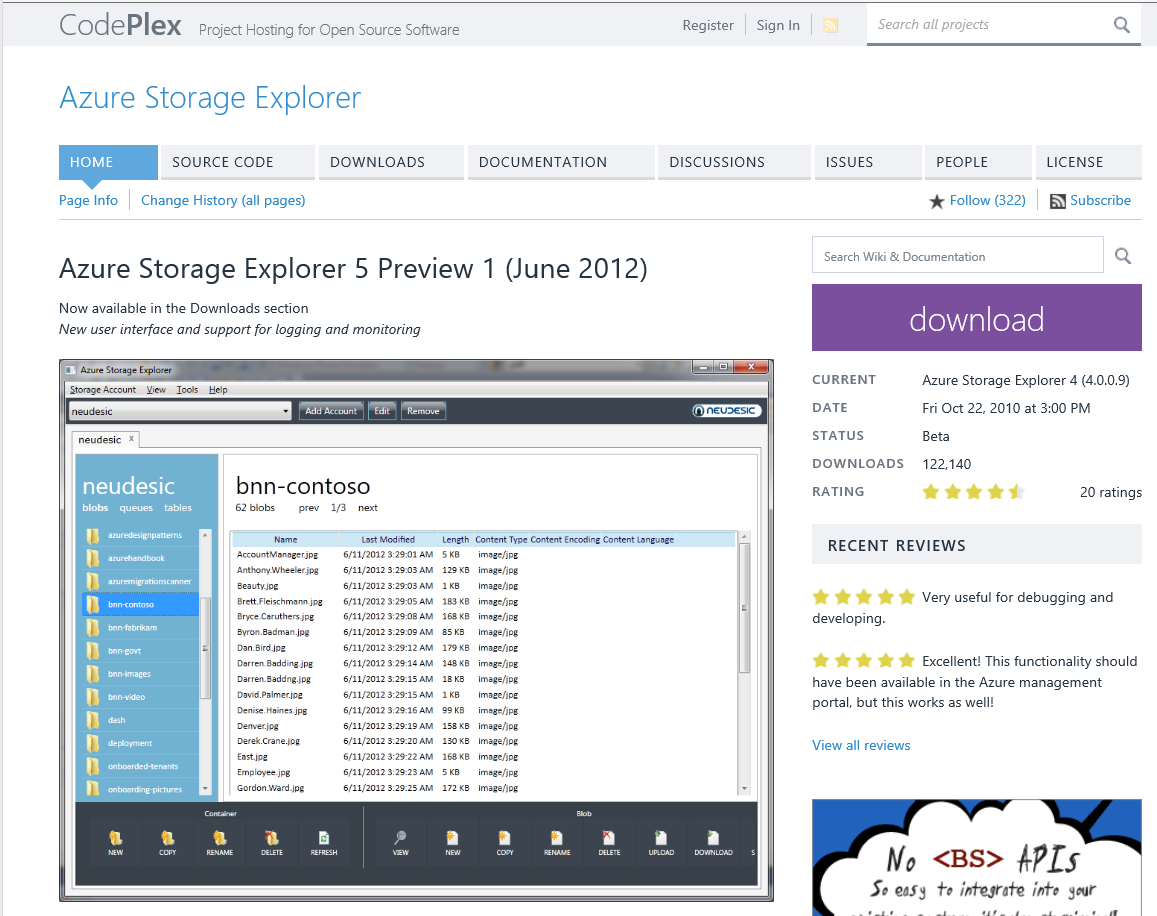 CodePlex Project Hosting for Open Source Software
Register Sign In
Search all projects
Azure Storage Explorer
HOME SOURCE CODE DOWNLOADS DOCUMENTATION DISCUSSIONS ISSUES PEOPLE LICENSE
Page Info Change History (all pages)
Follow (322) Subscribe
Azure Storage Explorer 5 Preview 1 (June 2012)
Now available in the Downloads section
New user interface and support for logging and monitoring
Azure Storage Explorer
Storage Account View Tools Help
neudesic Add Account Edit Remove NEUDESIC
neudesic x
neudesic
blobs queues tables
azuredesignpatterns
azurehandbook
azuremigrationscanner
bnn-contoso
bnn-fabrikam
bnn-govt
bnn-images
bnn-video
dash
deployment
onboarded-tenants
onboarding-pictures
bnn-contoso
62 blobs prev 1/3 next
Name Last Modified Length Content Type Content Encoding Content Language
AccountManager.jpg 6/11/2012 3:29:01 AM 5 KB image/jpg
Anthony.Wheeler.jpg 6/11/2012 3:29:03 AM 129 KB image/jpg
Beauty.jpg 6/11/2012 3:29:03 AM 1 KB image/jpg
Brett.Fleischmann.jpg 6/11/2012 3:29:05 AM 183 KB image/jpg
Bryce.Caruthers.jpg 6/11/2012 3:29:08 AM 168 KB image/jpg
Byron.Badman.jpg 6/11/2012 3:29:09 AM 85 KB image/jpg
Dan.Bird.jpg 6/11/2012 3:29:12 AM 179 KB image/jpg
Darren.Badding.jpg 6/11/2012 3:29:14 AM 148 KB image/jpg
Darren.Baddng.jpg 6/11/2012 3:29:15 AM 18 KB image/jpg
David.Palmer.jpg 6/11/2012 3:29:15 AM 1 KB image/jpg
Denise.Haines.jpg 6/11/2012 3:29:16 AM 99 KB image/jpg
Denver.jpg 6/11/2012 3:29:19 AM 158 KB image/jpg
Derek.Crane.jpg 6/11/2012 3:29:20 AM 130 KB image/jpg
East.jpg 6/11/2012 3:29:22 AM 168 KB image/jpg
Employee.jpg 6/11/2012 3:29:23 AM 5 KB image/jpg
Gordon.Ward.jpg 6/11/2012 3:29:25 AM 172 KB image/jpg
Container Blob
NEW COPY RENAME DELETE REFRESH VIEW NEW COPY RENAME DELETE UPLOAD DOWNLOAD S
Search Wiki & Documentation
download
CURRENT Azure Storage Explorer 4 (4.0.0.9)
DATE Fri Oct 22, 2010 at 3:00 PM
STATUS Beta
DOWNLOADS 122,140
RATING 20 ratings
RECENT REVIEWS
Very useful for debugging and
developing.
Excellent! This functionality should
have been available in the Azure management
portal, but this works as well!
View all reviews
No <BS> APIs
So easy to integrate into your